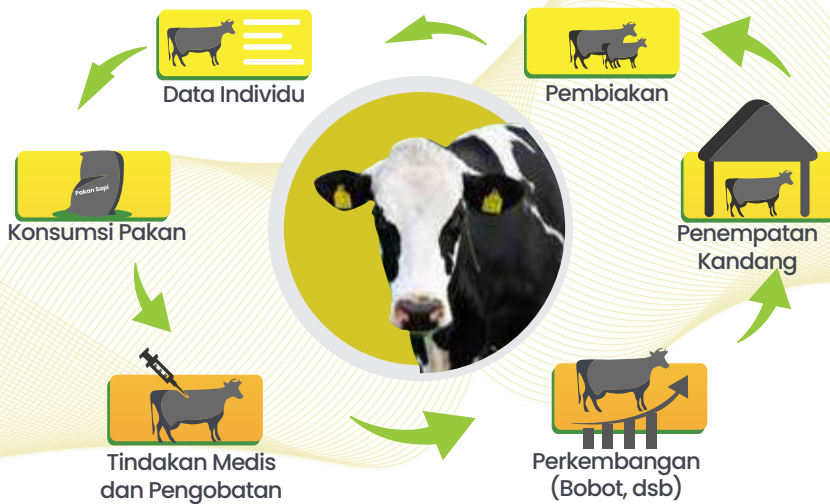 Data Individu
Pembiakan
Pakan Sapi
Konsumsi Pakan
Penempatan
Kandang
Tindakan Medis
dan Pengobatan
Perkembangan
(Bobot, dsb)